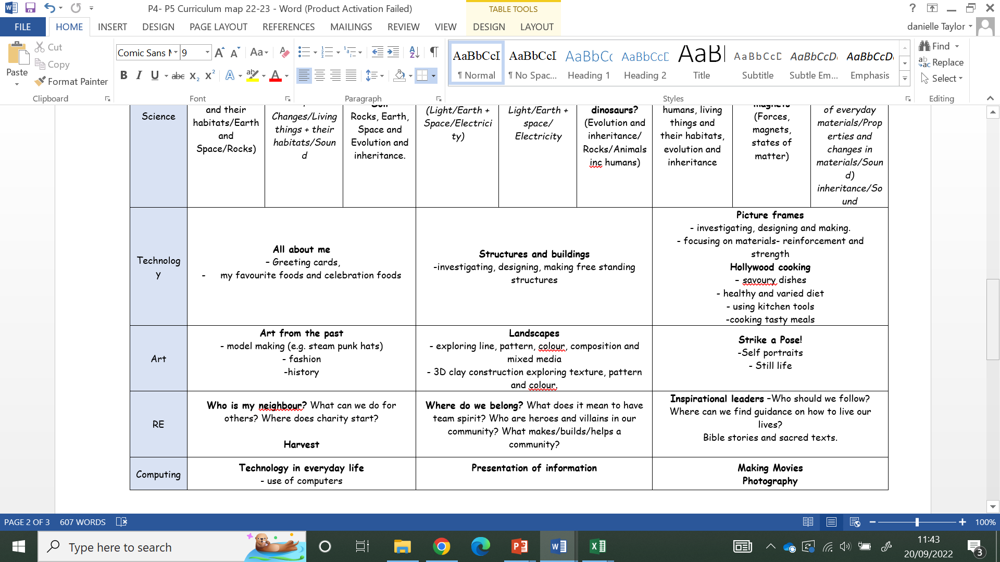 P4- P5 Curriculum map 22-23 - Word (Product Activation Failed)
TABLE TOOLS
FILE HOME INSERT DESIGN PAGE LAYOUT REFERENCES MAILINGS REVIEW VIEW DESIGN LAYOUT
danielle Taylor
Paste
Cut
Copy
Format Painter
Clipboard
Comic Sans M 9
Font
Paragraph
AaBbCcI AaBbCcI AaBbCc AaBbCcD AaBl AaBbCcD AaBbCcDi AaBbCcDi
¶ Normal ¶ No Spac... Heading 1 Heading 2 Title Subtitle Subtle Em... Emphasis
Styles
Find
Replace
Select
Editing
Science
and their
habitats/Earth
and
Space/Rocks)
Changes/Living
things + their
habitats/Soun
d
Soil
Rocks, Earth,
Space and
Evolution and
inheritance.
(Light/Earth +
Space/Electrici
ty)
Light/Earth +
space/
Electricity
dinosaurs?
(Evolution and
inheritance/
Rocks/Animals
inc humans)
humans, living
things and
their habitats,
evolution and
inheritance
magnets
(Forces,
magnets,
states of
matter)
of everyday
materials/Prop
erties and
changes in
materials/Soun
d)
inheritance/So
und
Technolog
y
All about me
- Greeting cards,
- my favourite foods and celebration foods
Structures and buildings
-investigating, designing, making free standing
structures
Picture frames
- investigating, designing and making.
- focusing on materials- reinforcement and
strength
Hollywood cooking
- savoury dishes
- healthy and varied diet
- using kitchen tools
-cooking tasty meals
Art
Art from the past
- model making (e.g. steam punk hats)
- fashion
-history
Landscapes
- exploring line, pattern, colour, composition and
mixed media
- 3D clay construction exploring texture, pattern
and colour.
Strike a Pose!
-Self portraits
- Still life
RE
Who is my neighbour? What can we do for
others? Where does charity start?
Harvest
Where do we belong? What does it mean to have
team spirit? Who are heroes and villains in our
community? What makes/builds/helps a
community?
Inspirational leaders -Who should we follow?
Where can we find guidance on how to live our
lives?
Bible stories and sacred texts.
Computing
Technology in everyday life
- use of computers
Presentation of information
Making Movies
Photography
PAGE 2 OF 3 607 WORDS
100%
Type here to search
11:43
20/09/2022
3